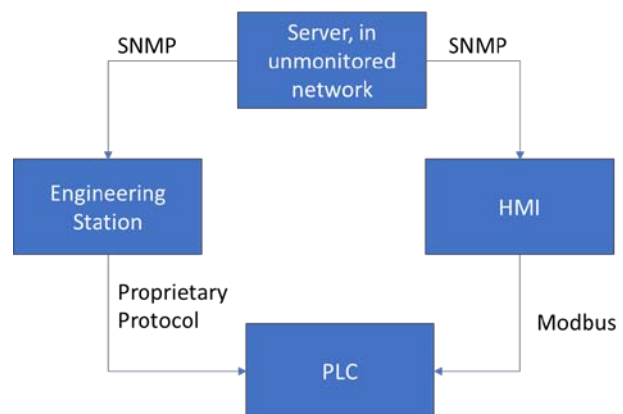 SNMP
Server, in
unmonitored
network
SNMP
Engineering
Station
HMI
Proprietary
Protocol
Modbus
PLC